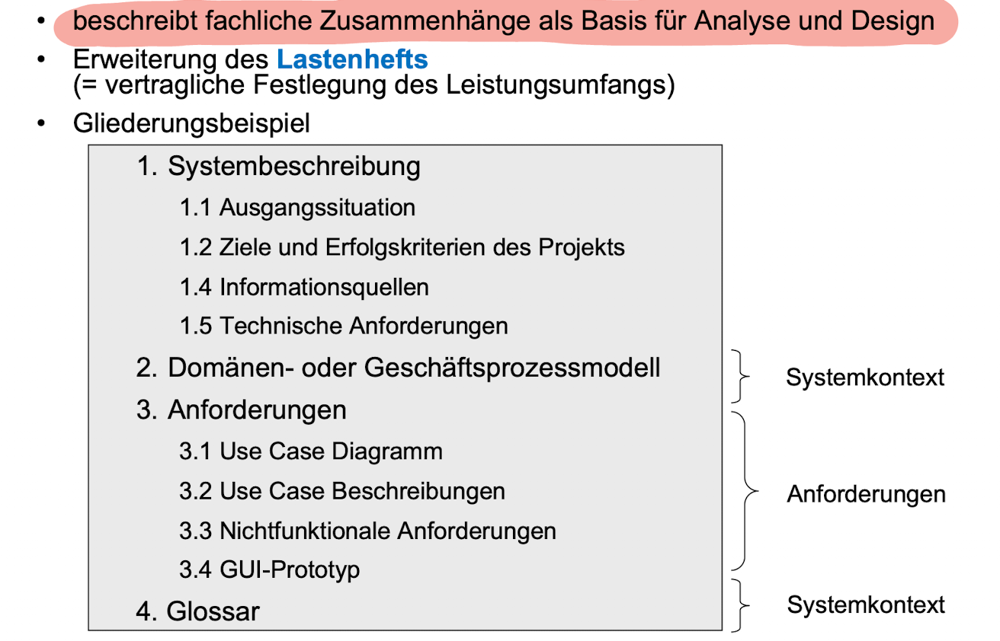 • beschreibt fachliche Zusammenhänge als Basis für Analyse und Design
• Erweiterung des Lastenhefts
(= vertragliche Festlegung des Leistungsumfangs)
• Gliederungsbeispiel
1. Systembeschreibung
1.1 Ausgangssituation
1.2 Ziele und Erfolgskriterien des Projekts
1.4 Informationsquellen
1.5 Technische Anforderungen
2. Domänen- oder Geschäftsprozessmodell
Systemkontext
3. Anforderungen
3.1 Use Case Diagramm
3.2 Use Case Beschreibungen
Anforderungen
3.3 Nichtfunktionale Anforderungen
3.4 GUI-Prototyp
4. Glossar
Systemkontext